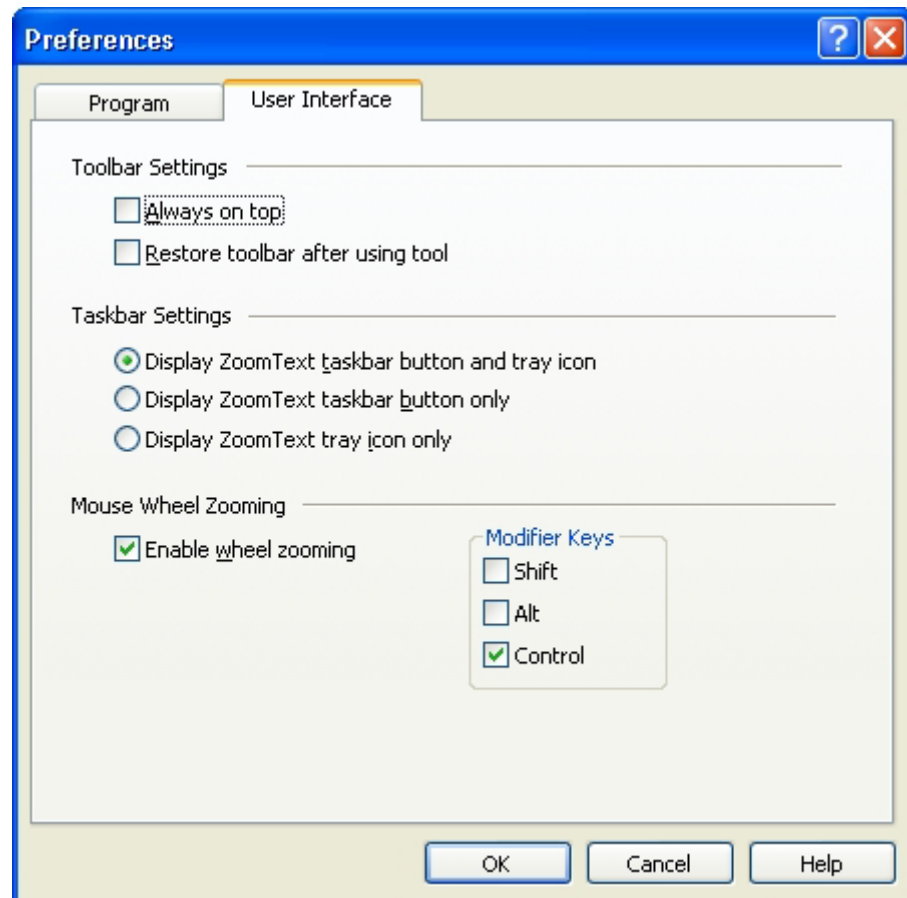 Preferences
Program
User Interface
Toolbar Settings
Always on top
Restore toolbar after using tool
Taskbar Settings
Display ZoomText taskbar button and tray icon
Display ZoomText taskbar button only
Display ZoomText tray icon only
Mouse Wheel Zooming
Enable wheel zooming
Modifier Keys
Shift
Alt
Control
OK
Cancel
Help